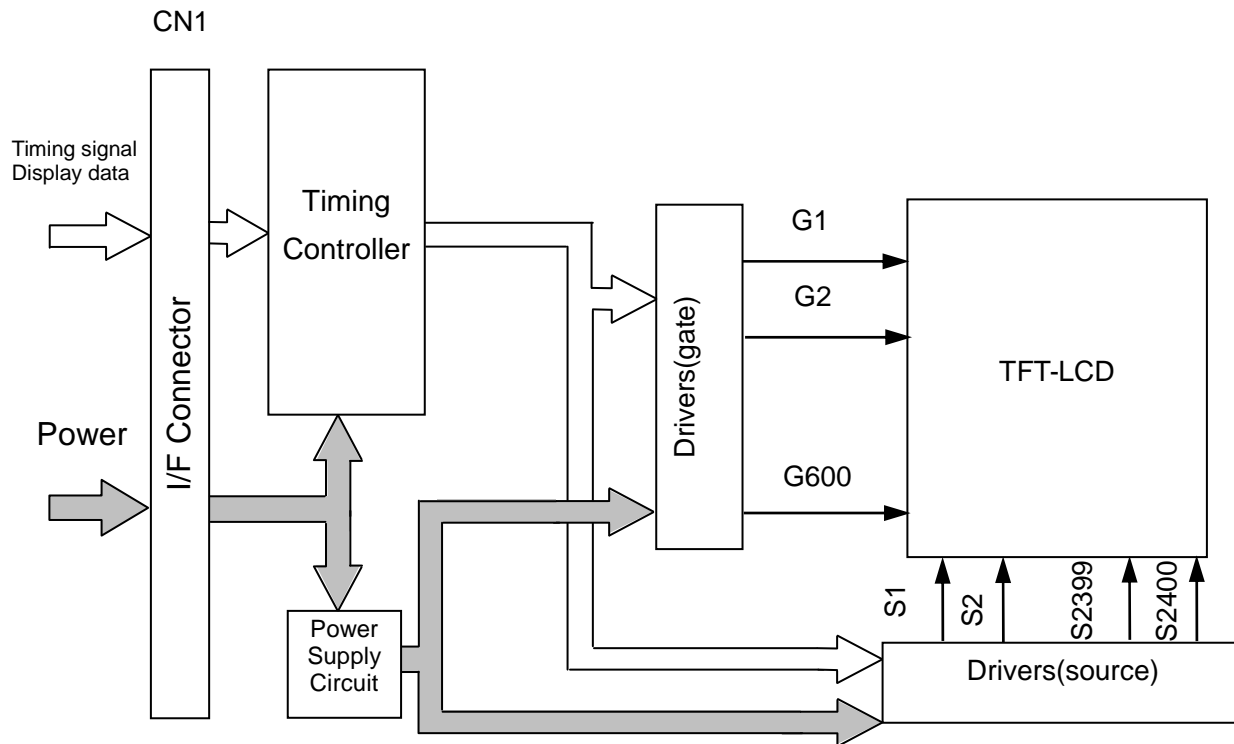 CN1
Timing signal
Display data
Timing
Controller
Power
I/F Connector
Drivers(gate)
G1
G2
G600
TFT-LCD
S1
S2
S2399
S2400
Power
Supply
Circuit
Drivers(source)